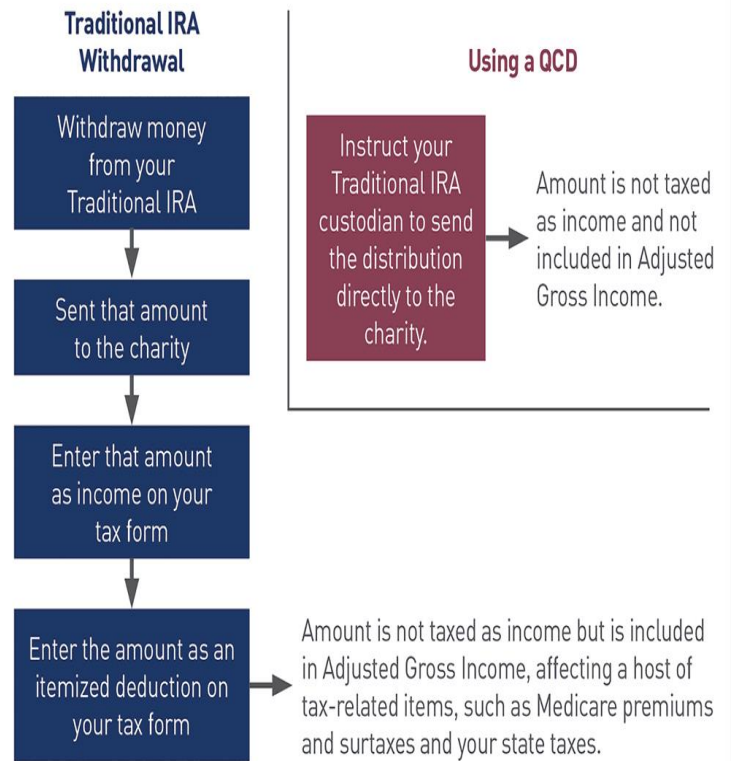 Traditional IRA
Withdrawal
Withdraw money
from your
Traditional IRA
Sent that amount
to the charity
Enter that amount
as income on your
tax form
Enter the amount as an
itemized deduction on
your tax form
Amount is not taxed as income but is included
in Adjusted Gross Income, affecting a host of
tax-related items, such as Medicare premiums
and surtaxes and your state taxes.
Using a QCD
Instruct your
Traditional IRA
custodian to send
the distribution
directly to the
charity.
Amount is not taxed
as income and not
included in Adjusted
Gross Income.